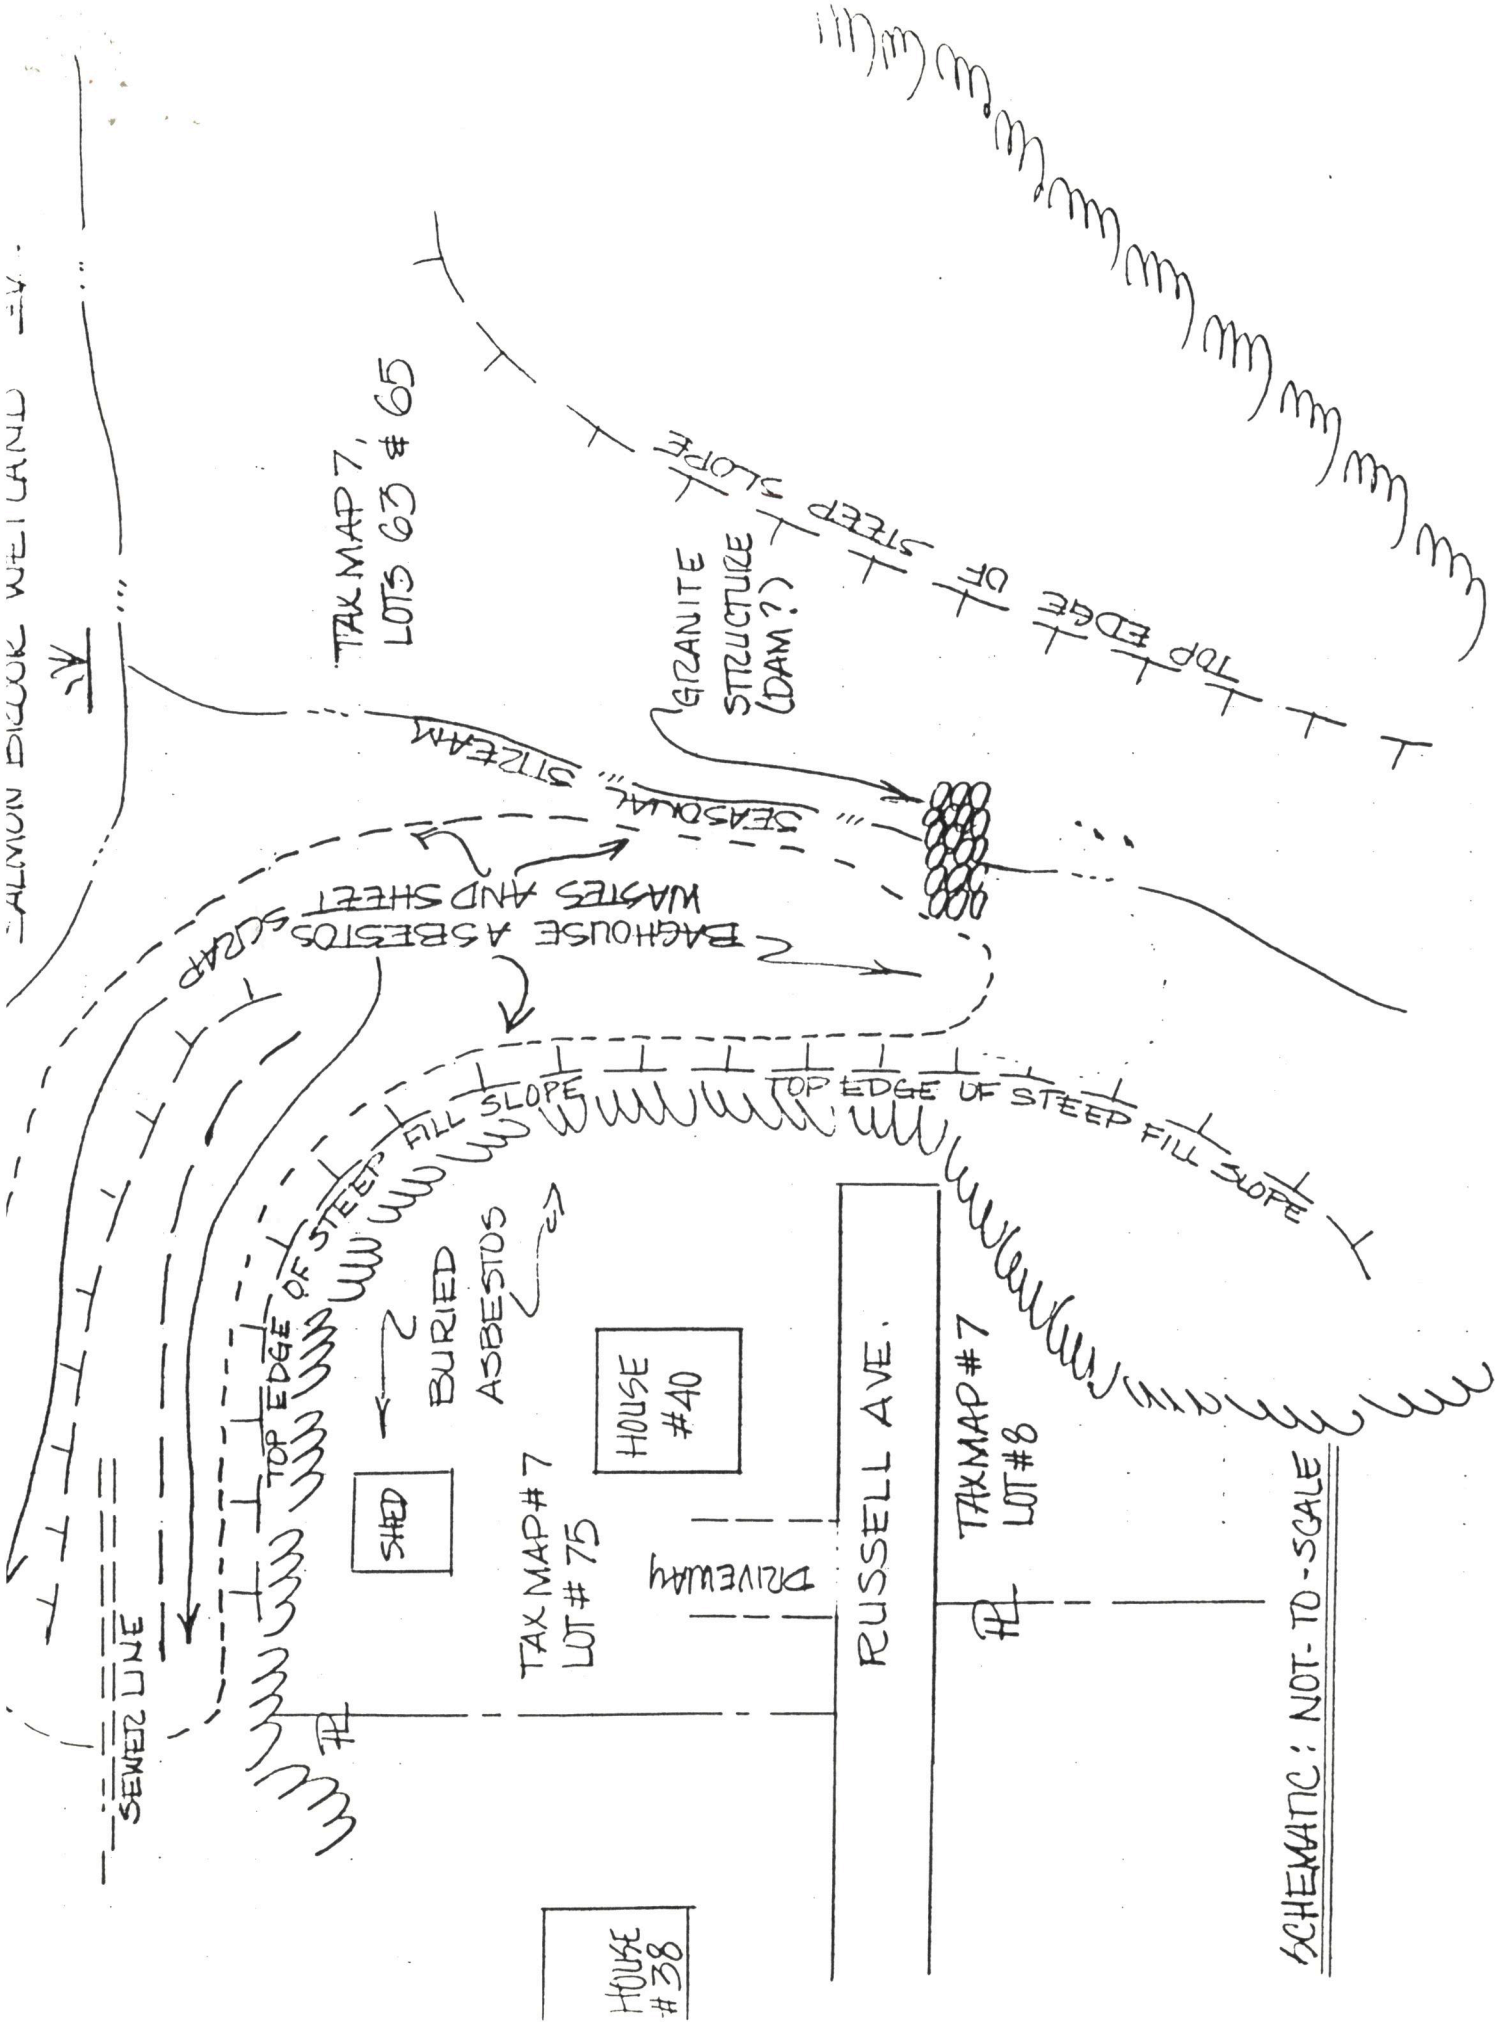 SALMON BROOK WETLAND
TAX MAP 7,
LOTS 63 & 65
SEASONAL STREAM
GRANITE
STRUCTURE
(DAM?)
TOP EDGE OF STEEP SLOPE
BAGHOUSE ASBESTOS SCRAP
WASTES AND SHEET
TOP EDGE OF STEEP FILL SLOPE
TOP EDGE OF STEEP FILL SLOPE
SEWER LINE
BURIED
ASBESTOS
SHED
HOUSE
#40
TAX MAP #7
LOT #75
DRIVEWAY
RUSSELL AVE.
TAX MAP #7
LOT #8
PL
PL
HOUSE
#38
SCHEMATIC: NOT-TO-SCALE